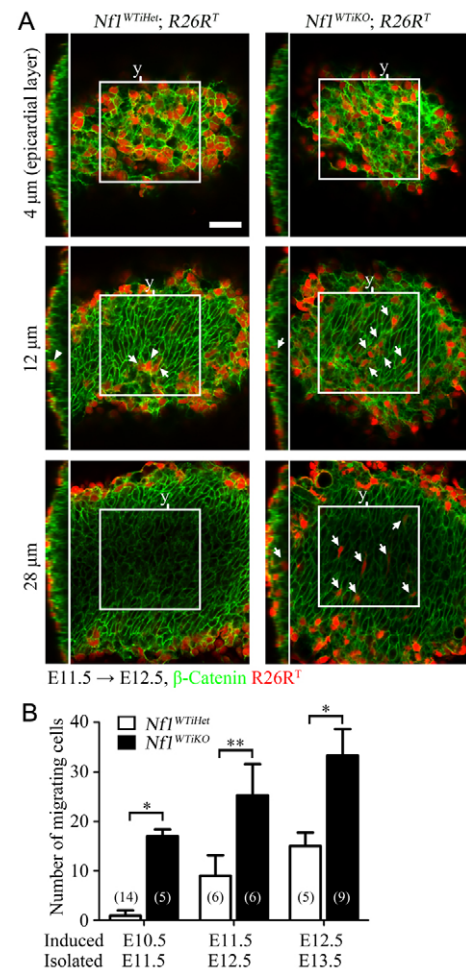 A
Nf1WTiHet; R26RT
Nf1WTiKO; R26RT
4 μm (epicardial layer)
y
y
12 μm
y
y
28 μm
y
y
E11.5 → E12.5, β-Catenin R26RT
B
Number of migrating cells
40
30
20
10
0
Nf1WTiHet
Nf1WTiKO
*
**
*
(14)
(5)
(6)
(6)
(5)
(9)
Induced E10.5 E11.5 E12.5
Isolated E11.5 E12.5 E13.5